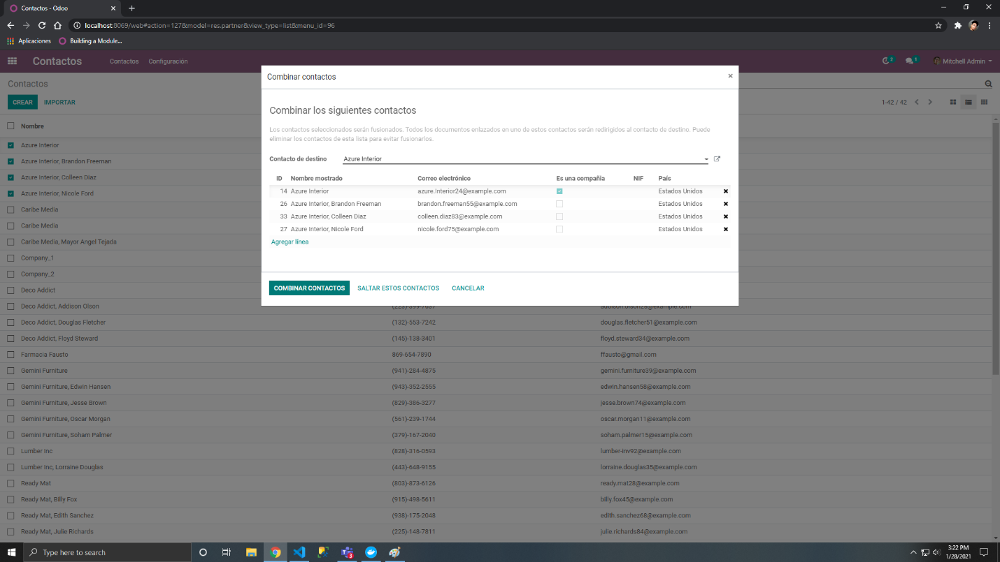 Contactos - Odoo
localhost:8069/web#action=127&model=res.partner&view_type=list&menu_id=96
Aplicaciones Building a Module...
Contactos Contactos Configuración 2 1 Mitchell Admin
Contactos
CREAR IMPORTAR 1-42 / 42
Combinar contactos ×
Combinar los siguientes contactos
Los contactos seleccionados serán fusionados. Todos los documentos enlazados en uno de estos contactos serán redirigidos al contacto de destino. Puede
eliminar los contactos de esta lista para evitar fusionarlos.
Contacto de destino Azure Interior
ID Nombre mostrado Correo electrónico Es una compañía NIF País
14 Azure Interior azure.Interior24@example.com Estados Unidos
26 Azure Interior, Brandon Freeman brandon.freeman55@example.com Estados Unidos
33 Azure Interior, Colleen Diaz colleen.diaz83@example.com Estados Unidos
27 Azure Interior, Nicole Ford nicole.ford75@example.com Estados Unidos
Agregar línea
COMBINAR CONTACTOS SALTAR ESTOS CONTACTOS CANCELAR
Nombre
Azure Interior
Azure Interior, Brandon Freeman
Azure Interior, Colleen Diaz
Azure Interior, Nicole Ford
Caribe Media
Caribe Media
Caribe Media, Mayor Angel Tejada
Company_1
Company_2
Deco Addict
Deco Addict, Addison Olson (223)-399-7637 addison.olson28@example.com
Deco Addict, Douglas Fletcher (132)-553-7242 douglas.fletcher51@example.com
Deco Addict, Floyd Steward (145)-138-3401 floyd.steward34@example.com
Farmacia Fausto 869-654-7890 ffausto@gmail.com
Gemini Furniture (941)-284-4875 gemini.furniture39@example.com
Gemini Furniture, Edwin Hansen (943)-352-2555 edwin.hansen58@example.com
Gemini Furniture, Jesse Brown (829)-386-3277 jesse.brown74@example.com
Gemini Furniture, Oscar Morgan (561)-239-1744 oscar.morgan11@example.com
Gemini Furniture, Soham Palmer (379)-167-2040 soham.palmer15@example.com
Lumber Inc (828)-316-0593 lumber-inv92@example.com
Lumber Inc, Lorraine Douglas (443)-648-9155 lorraine.douglas35@example.com
Ready Mat (803)-873-6126 ready.mat28@example.com
Ready Mat, Billy Fox (915)-498-5611 billy.fox45@example.com
Ready Mat, Edith Sanchez (938)-175-2048 edith.sanchez68@example.com
Ready Mat, Julie Richards (225)-148-7811 julie.richards84@example.com
Type here to search 3 3:22 PM
1/28/2021